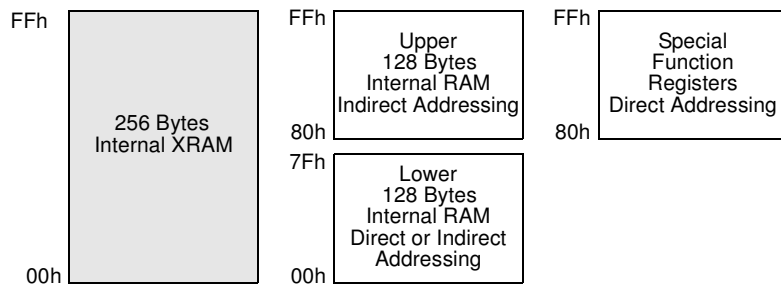 FFh
256 Bytes
Internal XRAM
00h
FFh
Upper
128 Bytes
Internal RAM
Indirect Addressing
80h
7Fh
Lower
128 Bytes
Internal RAM
Direct or Indirect
Addressing
00h
FFh
Special
Function
Registers
Direct Addressing
80h